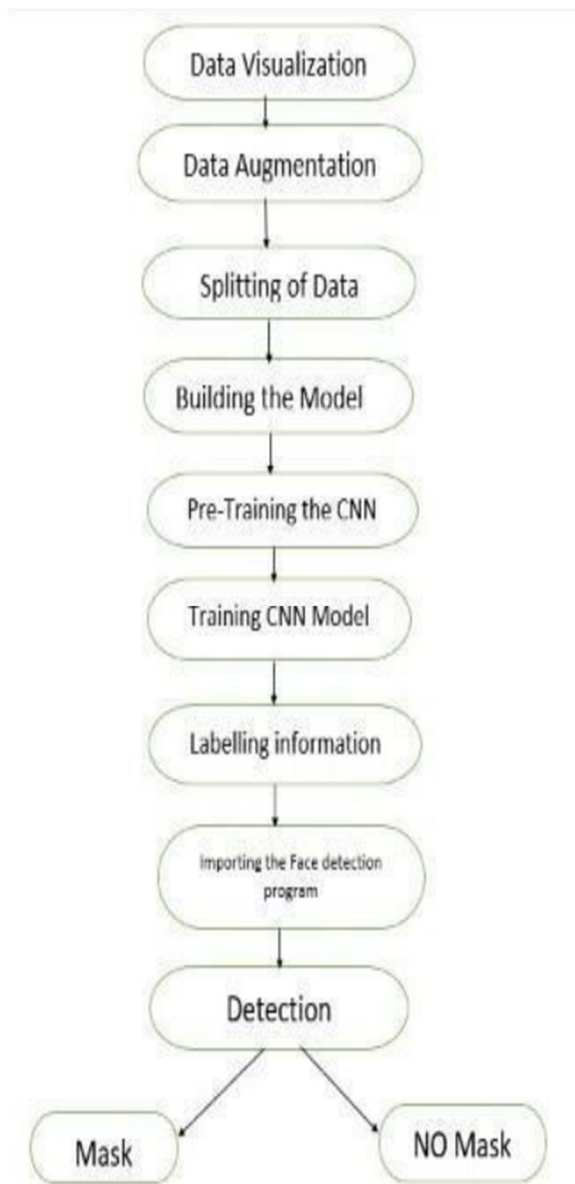 Data Visualization
Data Augmentation
Splitting of Data
Building the Model
Pre-Training the CNN
Training CNN Model
Labelling information
Importing the Face detection
program
Detection
Mask
NO Mask